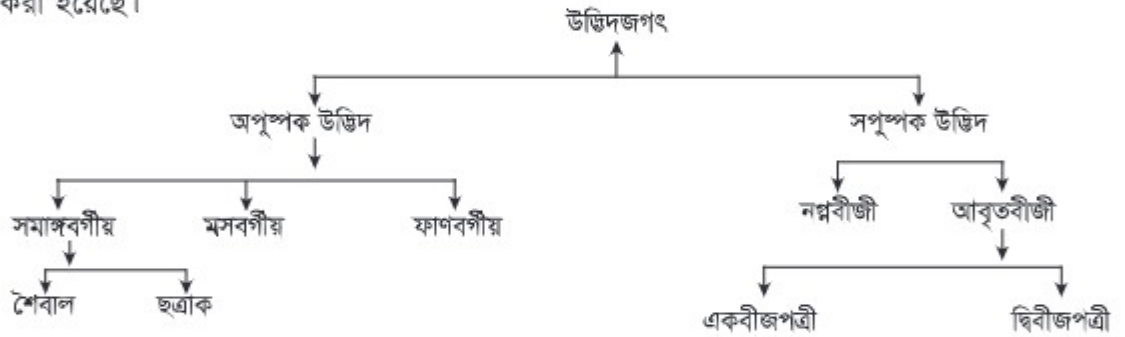 করা হয়েছে।
উদ্ভিদজগৎ
অপুষ্পক উদ্ভিদ সপুষ্পক উদ্ভিদ
সমাঙ্গবর্গীয় মসবর্গীয় ফাণবর্গীয় নগ্নবীজী আবৃতবীজী
শৈবাল ছত্রাক একবীজপত্রী দ্বিবীজপত্রী